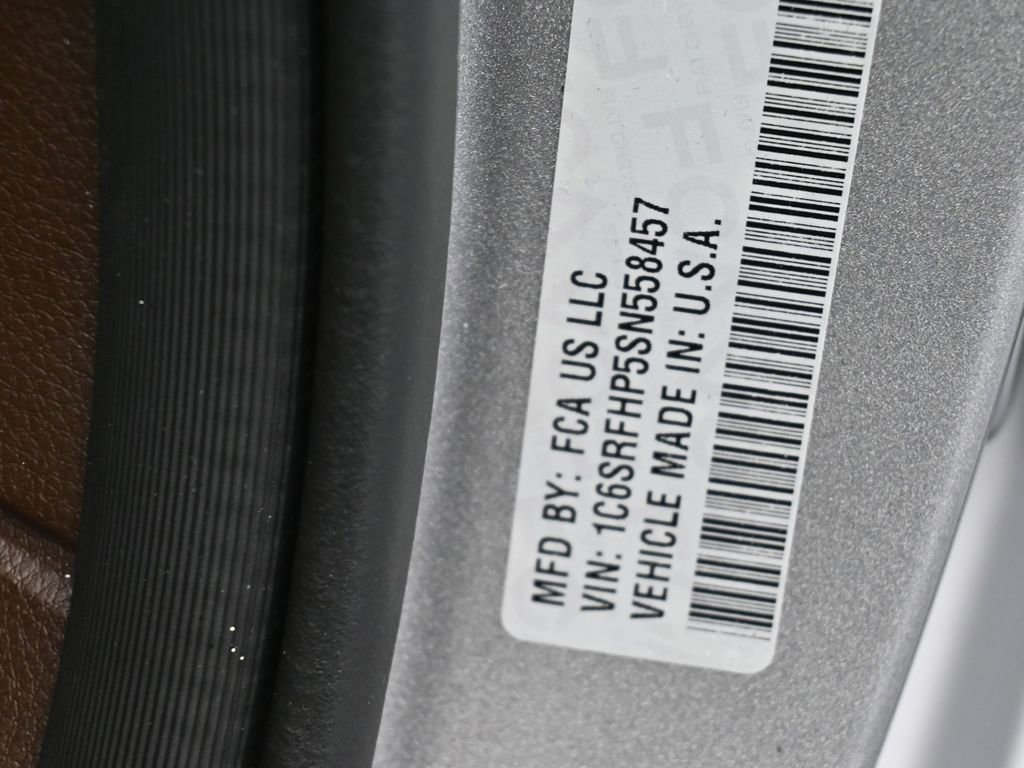 MFD BY: FCA US LLC
VIN: 1C6SRFHP5SN558457
VEHICLE MADE IN: U.S.A.